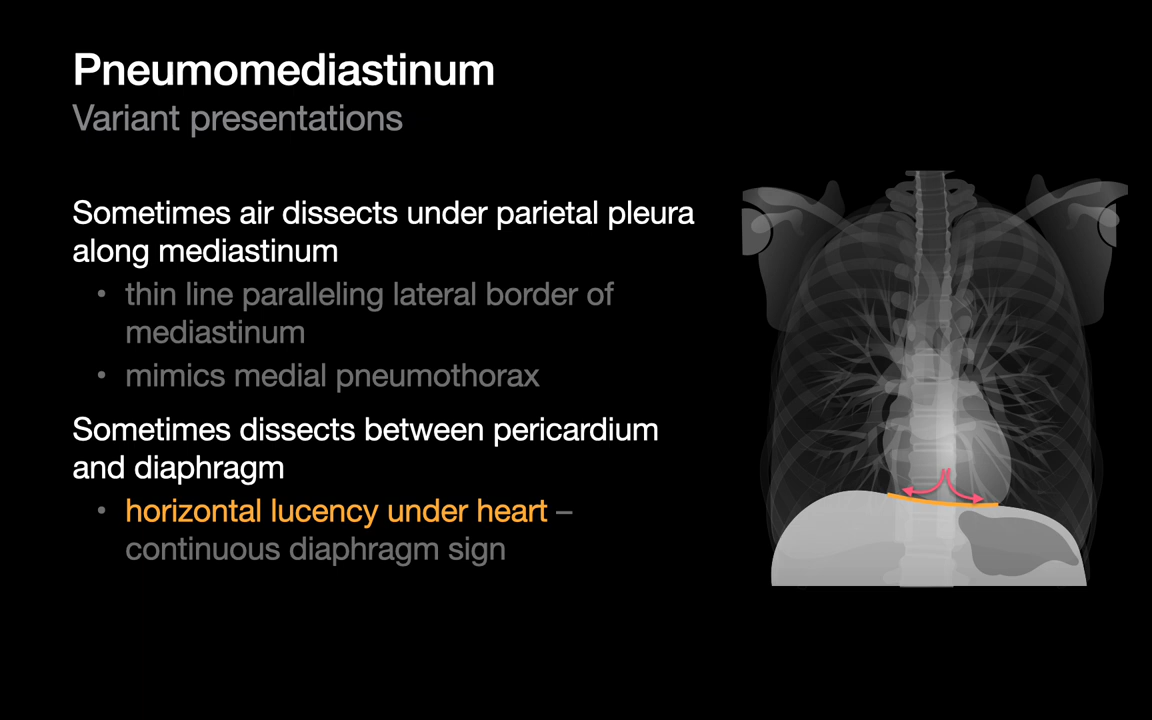 Pneumomediastinum
Variant presentations
Sometimes air dissects under parietal pleura
along mediastinum
• thin line paralleling lateral border of
mediastinum
• mimics medial pneumothorax
Sometimes dissects between pericardium
and diaphragm
• horizontal lucency under heart –
continuous diaphragm sign